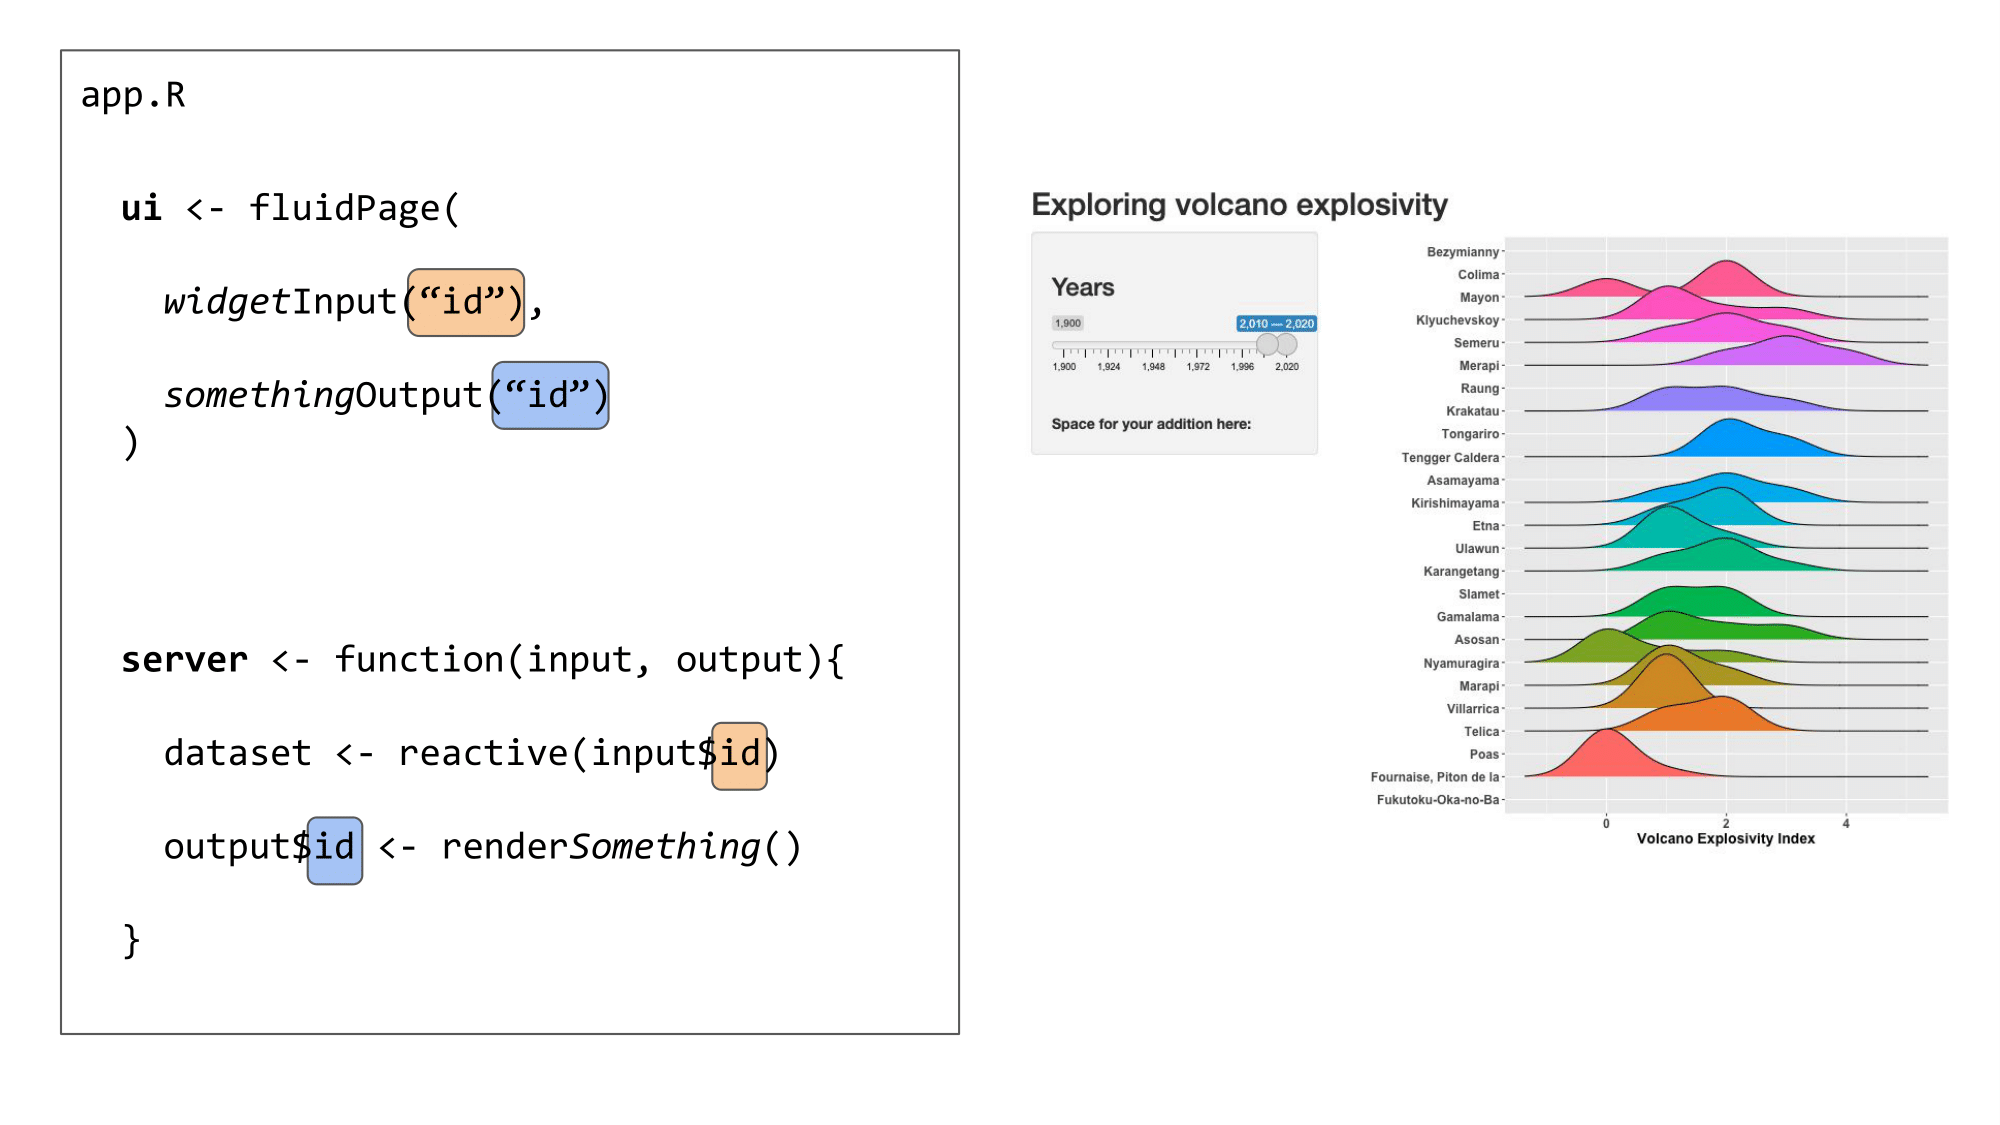 app.R
ui <- fluidPage(
widgetInput(“id”),
somethingOutput(“id”)
)
server <- function(input, output){
dataset <- reactive(input$id)
output$id <- renderSomething()
}
Exploring volcano explosivity
Years
1,900
2,010 — 2,020
1,900 1,924 1,948 1,972 1,996 2,020
Space for your addition here:
Bezymianny
Colima
Mayon
Klyuchevskoy
Semeru
Merapi
Raung
Krakatau
Tongariro
Tengger Caldera
Asamayama
Kirishimayama
Etna
Ulawun
Karangetang
Slamet
Gamalama
Asosan
Nyamuragira
Marapi
Villarrica
Telica
Poas
Fournaise, Piton de la
Fukutoku-Oka-no-Ba
0 2 4
Volcano Explosivity Index